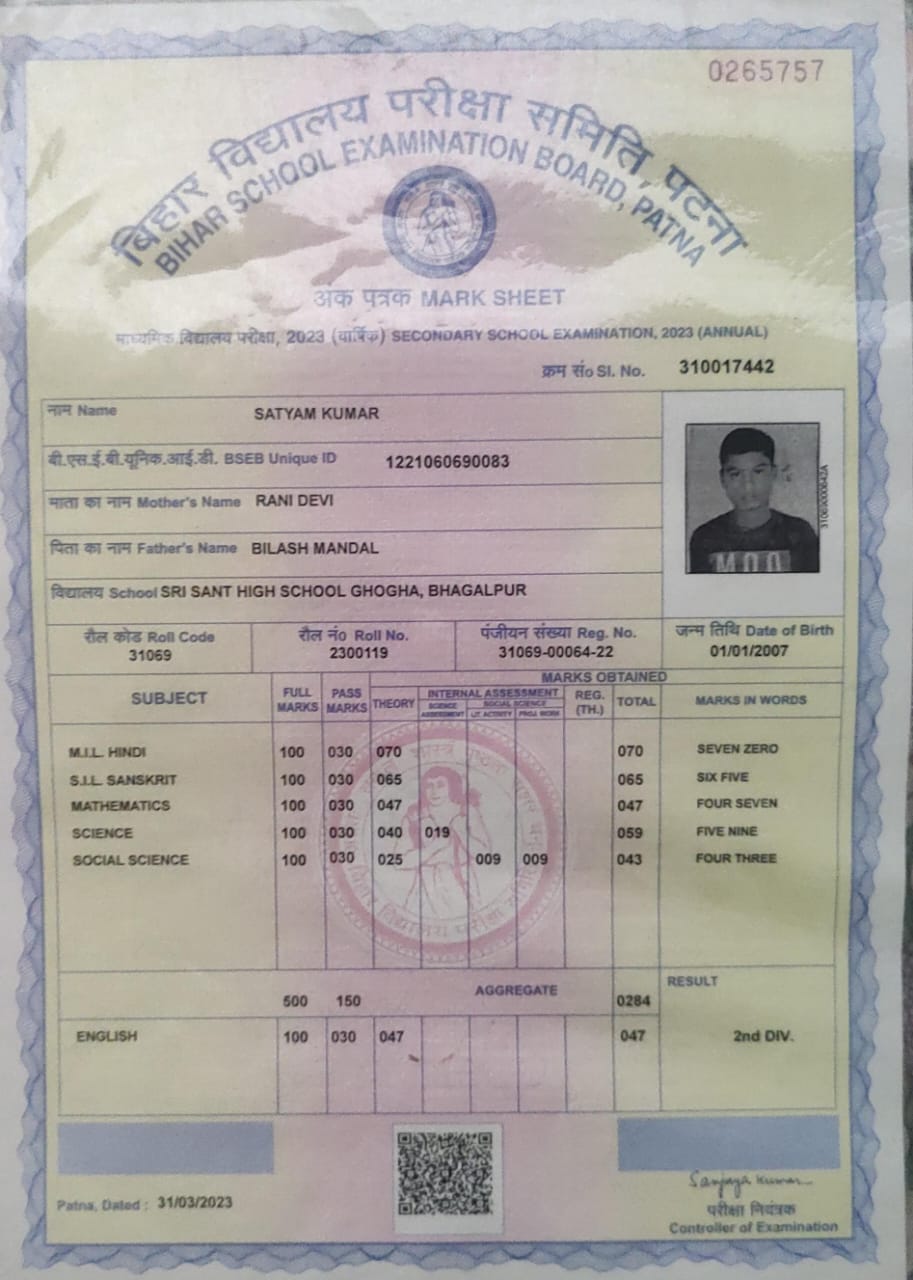 0265757
बिहार विद्यालय परीक्षा समिति, पटना
BIHAR SCHOOL EXAMINATION BOARD, PATNA
अंक पत्रक MARK SHEET
माध्यमिक विद्यालय परीक्षा, 2023 (वार्षिक) SECONDARY SCHOOL EXAMINATION, 2023 (ANNUAL)
क्रम सं० Sl. No. 310017442
नाम Name SATYAM KUMAR
बी.एस.ई.बी.यूनिक.आई.डी. BSEB Unique ID 1221060690083
माता का नाम Mother's Name RANI DEVI
पिता का नाम Father's Name BILASH MANDAL
विद्यालय School SRI SANT HIGH SCHOOL GHOGHA, BHAGALPUR
रौल कोड Roll Code रौल नं० Roll No. पंजीयन संख्या Reg. No. जन्म तिथि Date of Birth
31069 2300119 31069-00064-22 01/01/2007
MARKS OBTAINED
SUBJECT FULL MARKS PASS MARKS THEORY INTERNAL ASSESSMENT REG. (TH.) TOTAL MARKS IN WORDS
SCIENCE ASSESSMENT SOCIAL SCIENCE
LIT. ACTIVITY PROJ. WORK
M.I.L. HINDI 100 030 070 070 SEVEN ZERO
S.I.L. SANSKRIT 100 030 065 065 SIX FIVE
MATHEMATICS 100 030 047 047 FOUR SEVEN
SCIENCE 100 030 040 019 059 FIVE NINE
SOCIAL SCIENCE 100 030 025 009 009 043 FOUR THREE
500 150 AGGREGATE 0284 RESULT
ENGLISH 100 030 047 047 2nd DIV.
Patna, Dated : 31/03/2023
Sanjaya Kumar
परीक्षा नियंत्रक
Controller of Examination